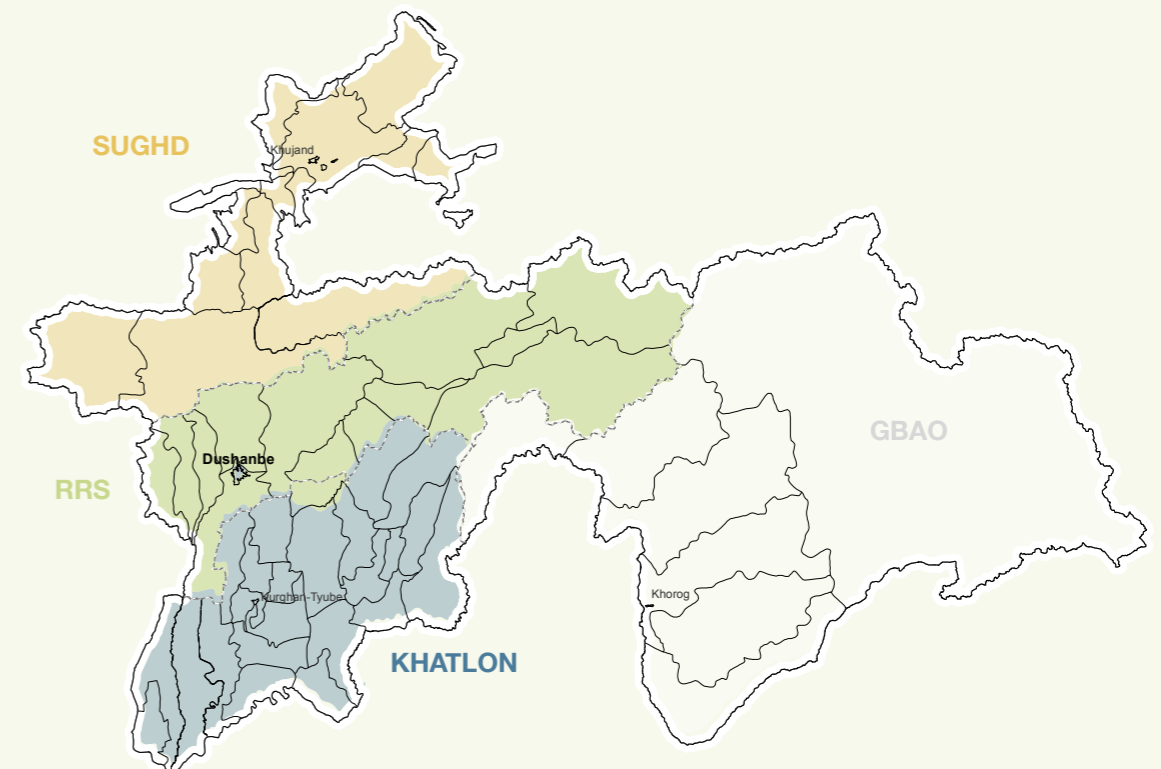 SUGHD
Khujand
GBAO
Dushanbe
RRS
Khorog
Kurghan-Tyube
KHATLON